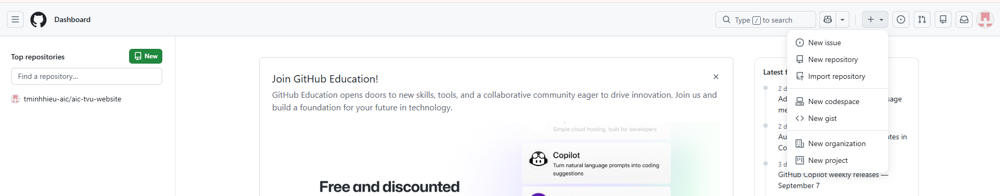 Dashboard
Type / to search
Top repositories
New
Find a repository...
tminhhieu-aic/aic-tvu-website
Join GitHub Education!
GitHub Education opens doors to new skills, tools, and a collaborative community eager to drive innovation. Join us and
build a foundation for your future in technology.
Simple cloud hosting, built for developers
Copilot
Turn natural language prompts into coding
suggestions
Free and discounted
New issue
New repository
Import repository
New codespace
New gist
New organization
New project
Latest f
2 d
Ad
sage
me
2 d
Au
ates in
Co
3 d
GitHub Copilot weekly releases —
September 7